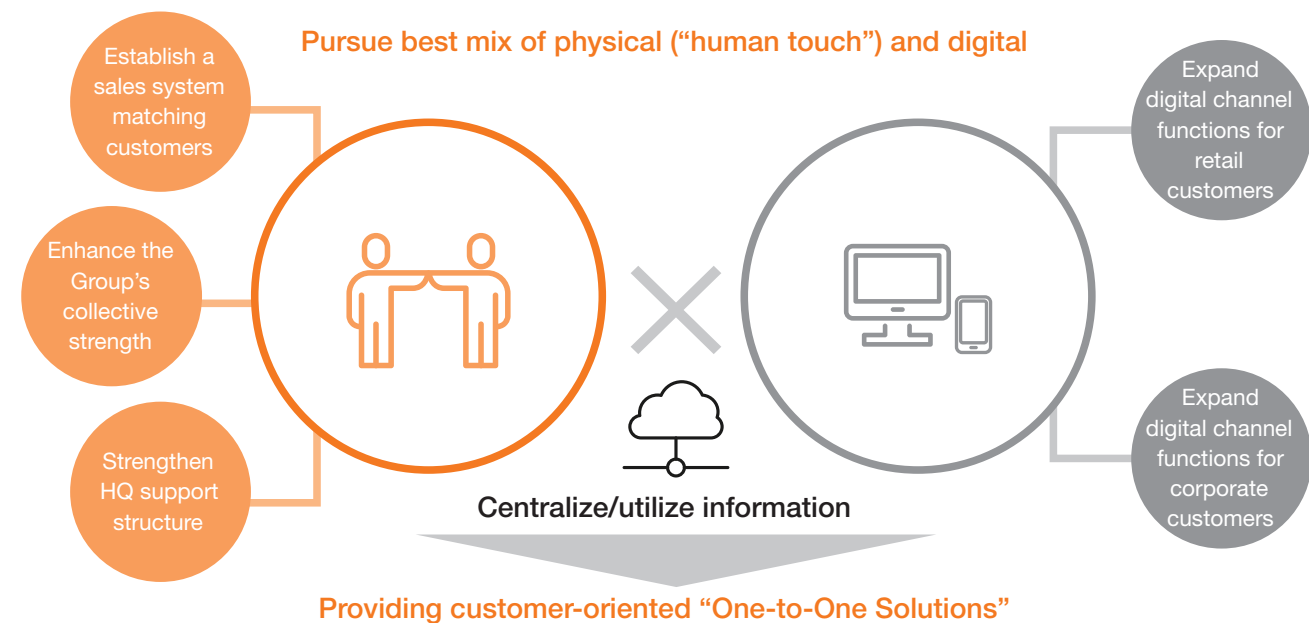 Pursue best mix of physical (“human touch”) and digital
Establish a
sales system
matching
customers
Enhance the
Group’s
collective
strength
Strengthen
HQ support
structure
Expand
digital channel
functions for
retail
customers
Expand
digital channel
functions for
corporate
customers
Centralize/utilize information
Providing customer-oriented “One-to-One Solutions”